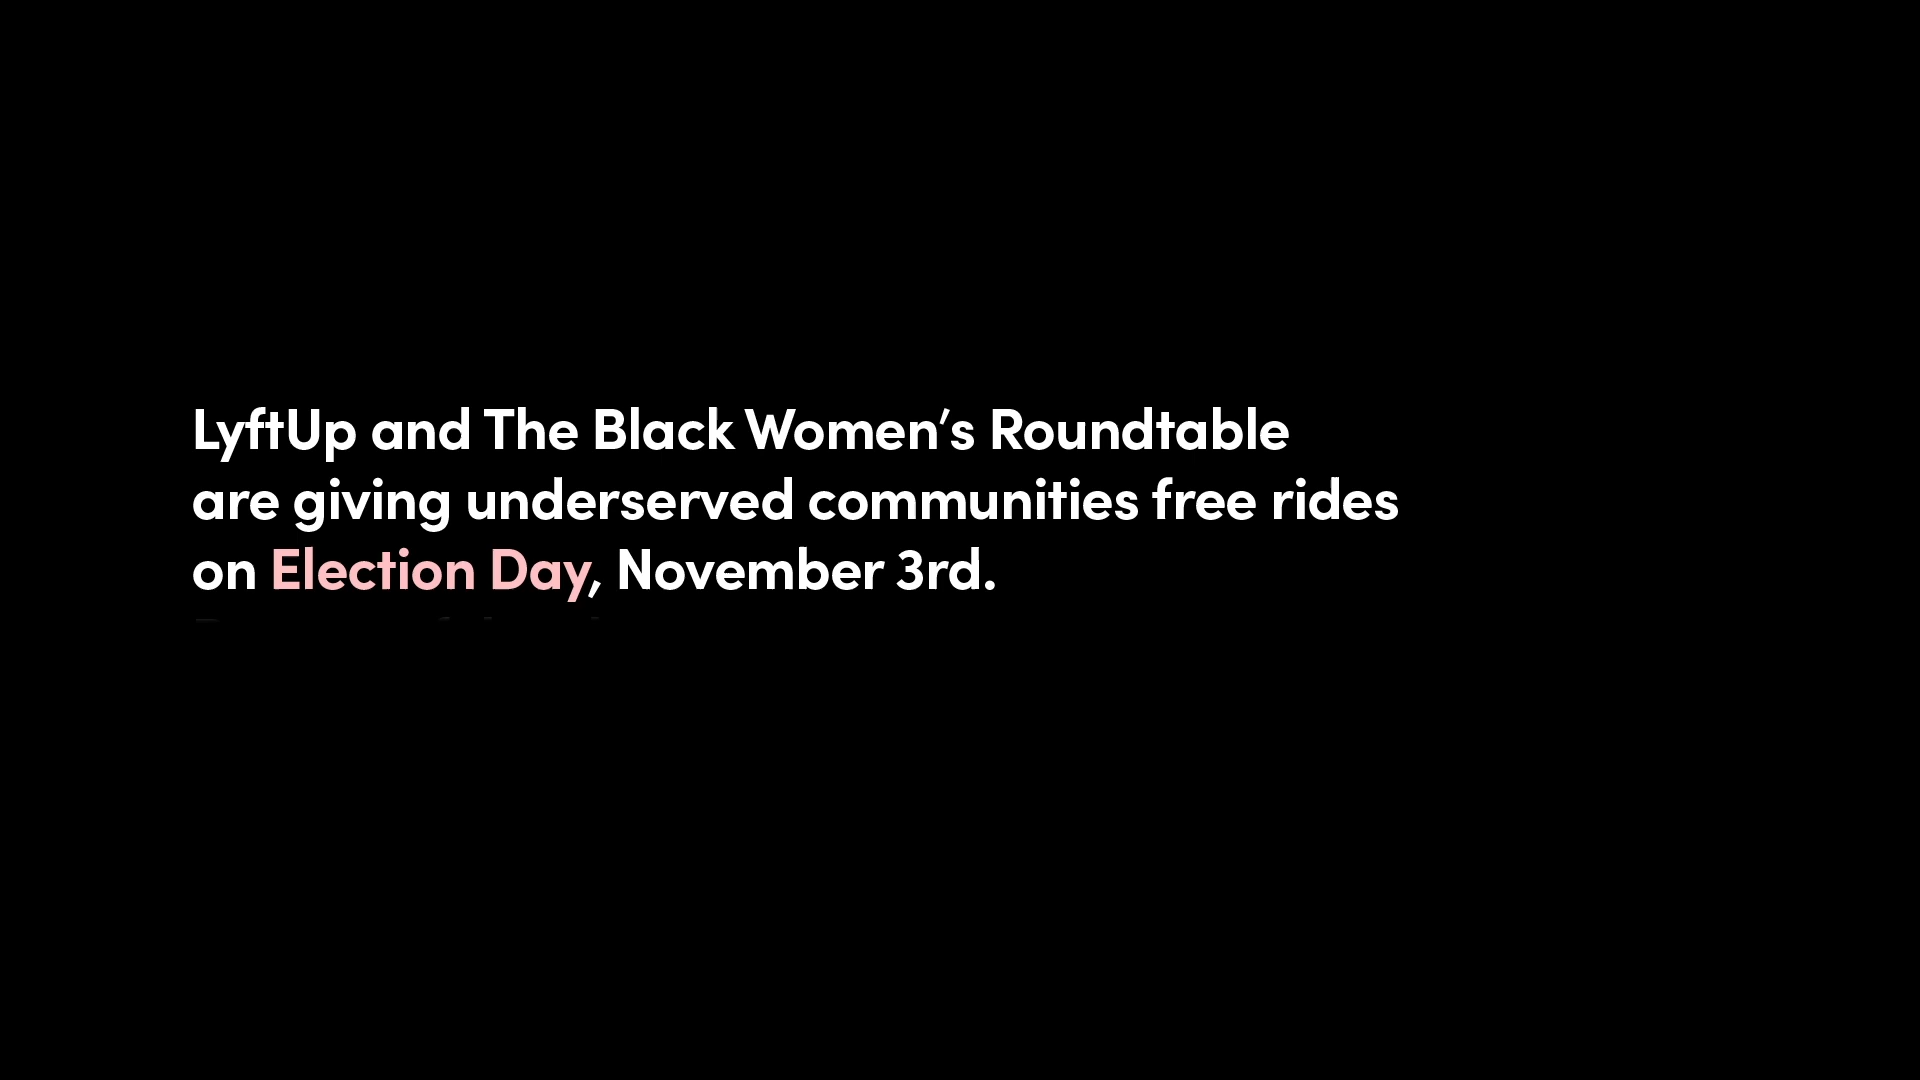 LyftUp and The Black Women’s Roundtable
are giving underserved communities free rides
on Election Day, November 3rd.